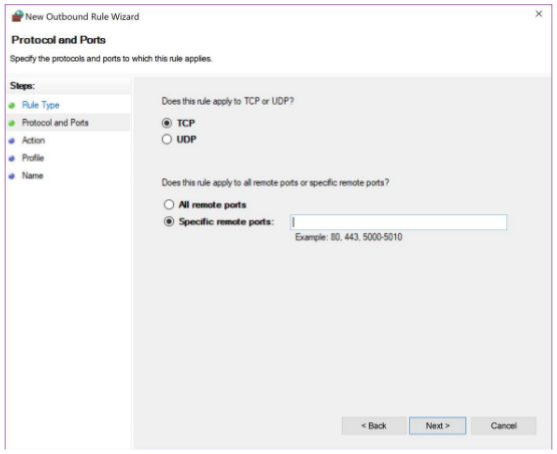 New Outbound Rule Wizard
Protocol and Ports
Specify the protocols and ports to which this rule applies.
Steps:
Rule Type
Protocol and Ports
Action
Profile
Name
Does this rule apply to TCP or UDP?
TCP
UDP
Does this rule apply to all remote ports or specific remote ports?
All remote ports
Specific remote ports:
Example: 80, 443, 5000-5010
< Back Next > Cancel